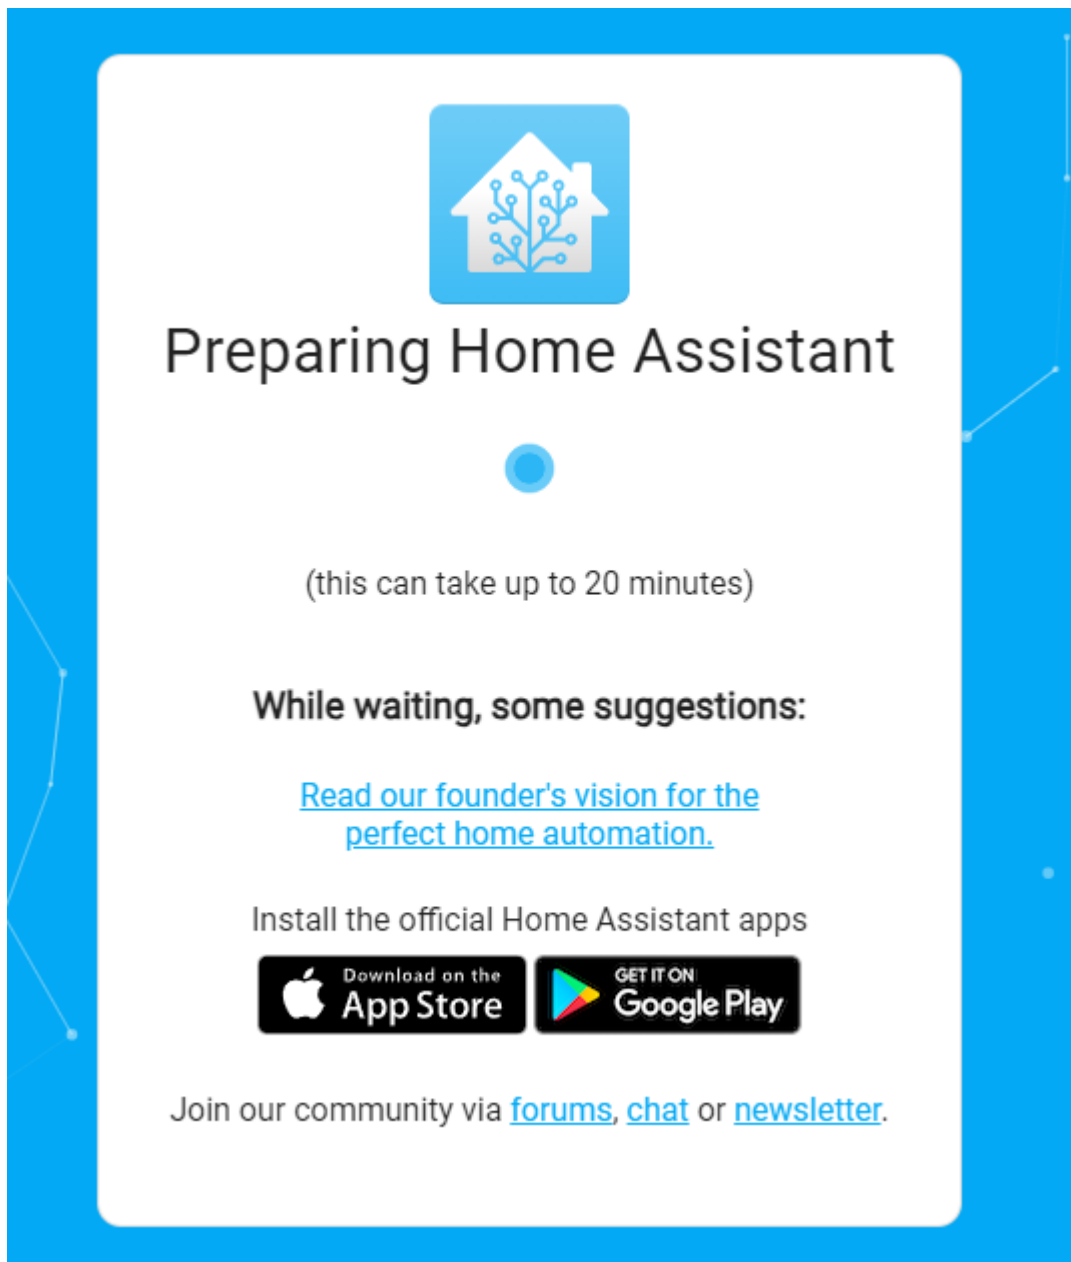 Preparing Home Assistant
(this can take up to 20 minutes)
While waiting, some suggestions:
Read our founder's vision for the
perfect home automation.
Install the official Home Assistant apps
Download on the
App Store
GET IT ON
Google Play
Join our community via forums, chat or newsletter.